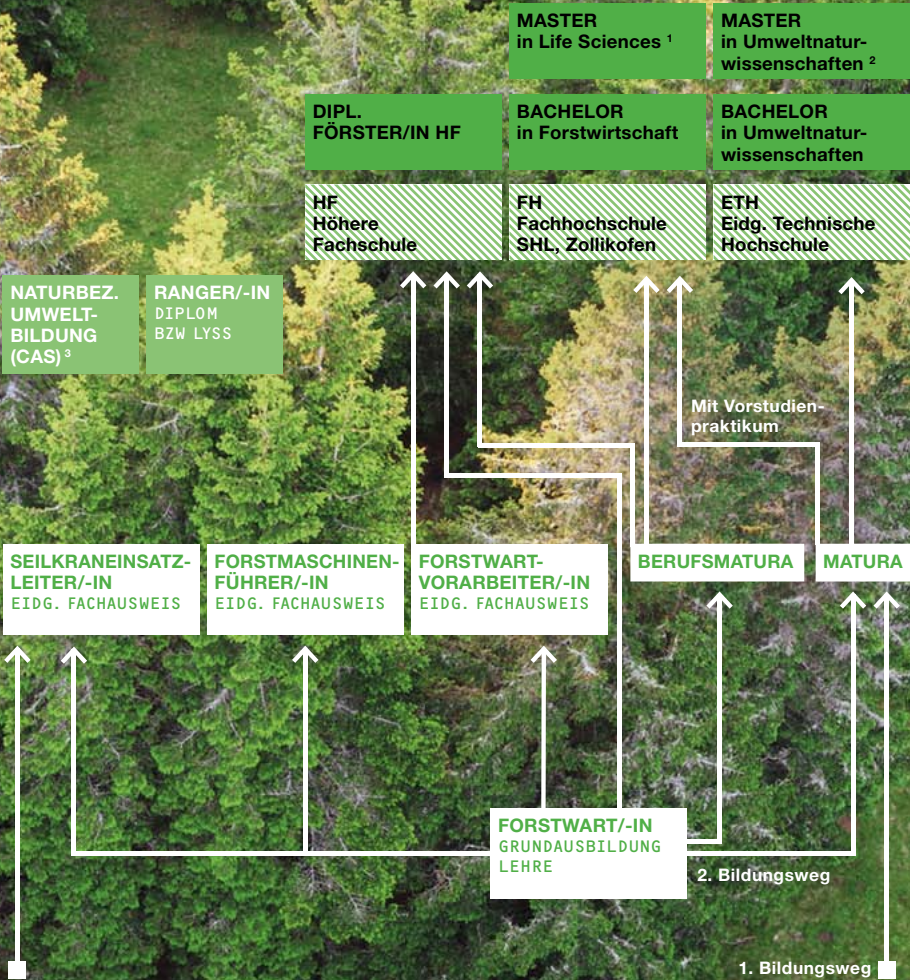 MASTER
in Life Sciences ¹
MASTER
in Umweltnatur-
wissenschaften ²
DIPL.
FÖRSTER/IN HF
BACHELOR
in Forstwirtschaft
BACHELOR
in Umweltnatur-
wissenschaften
HF
Höhere
Fachschule
FH
Fachhochschule
SHL, Zollikofen
ETH
Eidg. Technische
Hochschule
NATURBEZ.
UMWELT-
BILDUNG
(CAS) ³
RANGER/-IN
DIPLOM
BZW LYSS
Mit Vorstudien-
praktikum
SEILKRANEINSATZ-
LEITER/-IN
EIDG. FACHAUSWEIS
FORSTMASCHINEN-
FÜHRER/-IN
EIDG. FACHAUSWEIS
FORSTWART-
VORARBEITER/-IN
EIDG. FACHAUSWEIS
BERUFSMATURA
MATURA
FORSTWART/-IN
GRUNDAUSBILDUNG
LEHRE
2. Bildungsweg
1. Bildungsweg